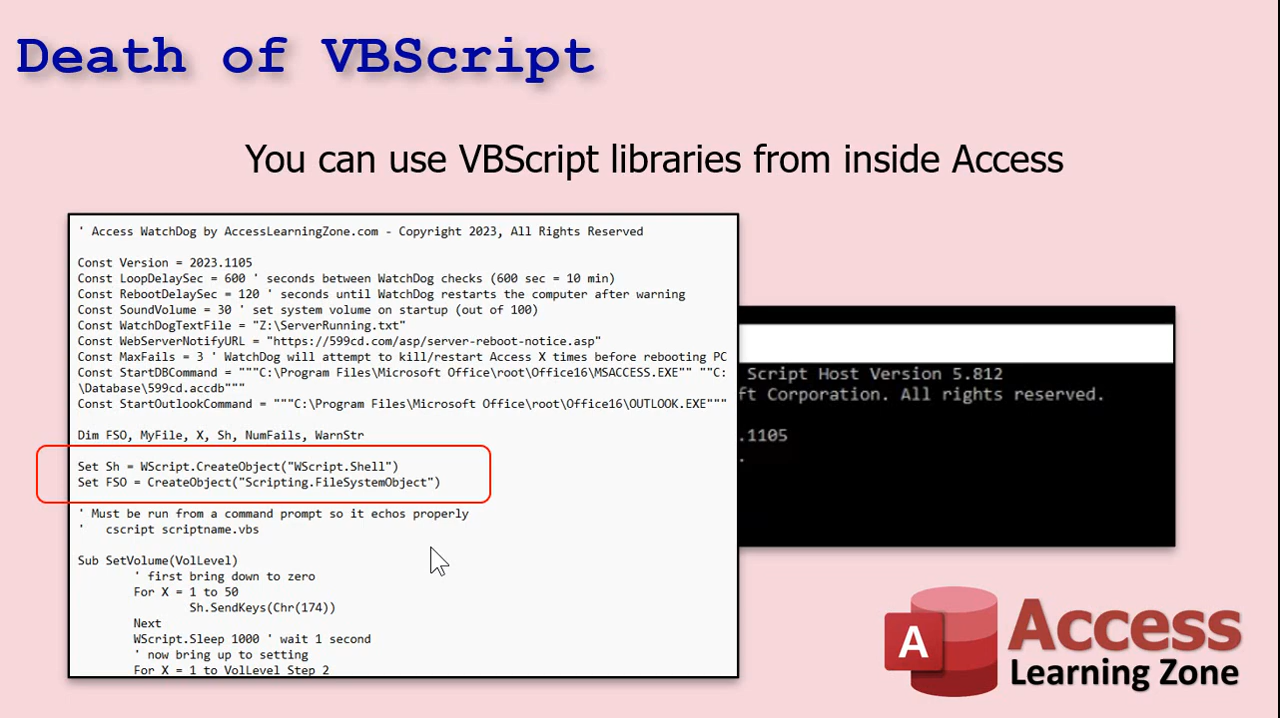 Death of VBScript
You can use VBScript libraries from inside Access
' Access WatchDog by AccessLearningZone.com - Copyright 2023, All Rights Reserved
Const Version = 2023.1105
Const LoopDelaySec = 600 ' seconds between WatchDog checks (600 sec = 10 min)
Const RebootDelaySec = 120 ' seconds until WatchDog restarts the computer after warning
Const SoundVolume = 30 ' set system volume on startup (out of 100)
Const WatchDogTextFile = "Z:\ServerRunning.txt"
Const WebServerNotifyURL = "https://599cd.com/asp/server-reboot-notice.asp"
Const MaxFails = 3 ' WatchDog will attempt to kill/restart Access X times before rebooting PC
Const StartDBCommand = """C:\Program Files\Microsoft Office\root\Office16\MSACCESS.EXE"" ""C:
\Database\599cd.accdb"""
Const StartOutlookCommand = """C:\Program Files\Microsoft Office\root\Office16\OUTLOOK.EXE"""
Dim FSO, MyFile, X, Sh, NumFails, WarnStr
Set Sh = WScript.CreateObject("WScript.Shell")
Set FSO = CreateObject("Scripting.FileSystemObject")
' Must be run from a command prompt so it echos properly
' cscript scriptname.vbs
Sub SetVolume(VolLevel)
' first bring down to zero
For X = 1 to 50
Sh.SendKeys(Chr(174))
Next
WScript.Sleep 1000 ' wait 1 second
' now bring up to setting
For X = 1 to VolLevel Step 2
Script Host Version 5.812
ft Corporation. All rights reserved.
.1105
.
A
Access
Learning Zone